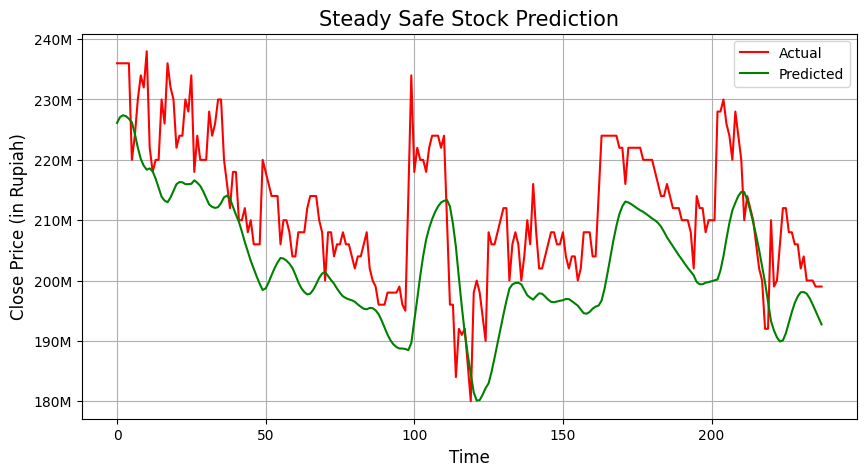 Steady Safe Stock Prediction
Actual
Predicted
Close Price (in Rupiah)
240M
230M
220M
210M
200M
190M
180M
0 50 100 150 200
Time